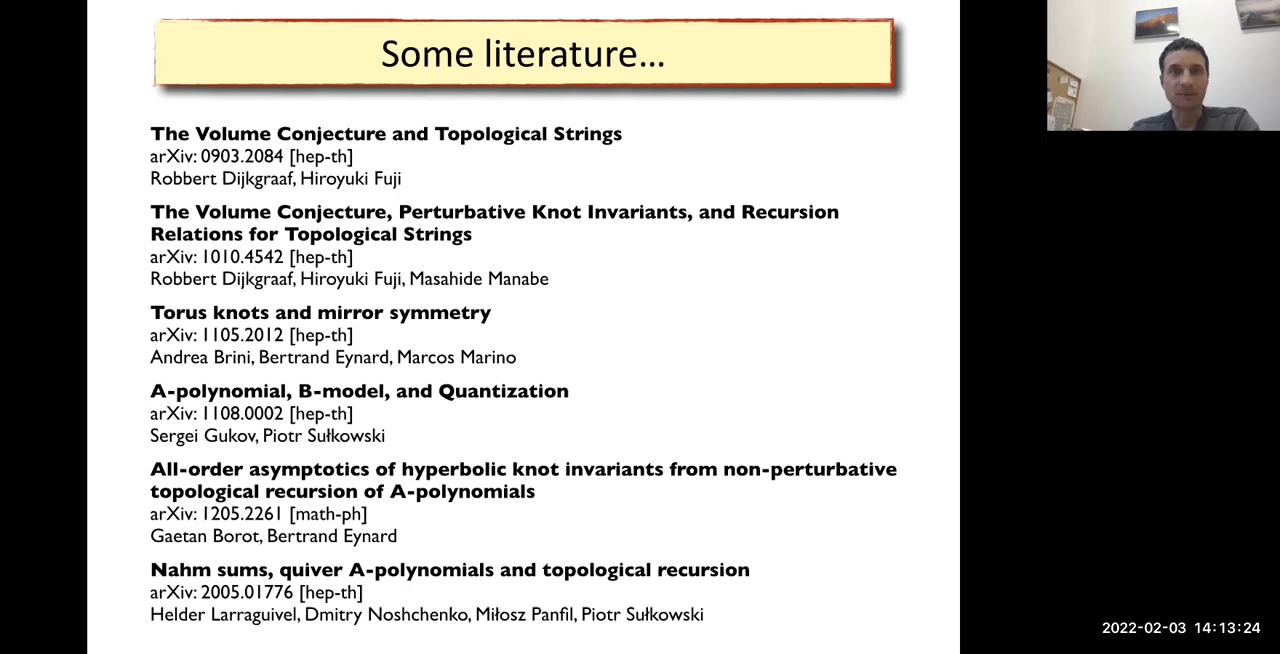 Some literature...
The Volume Conjecture and Topological Strings
arXiv: 0903.2084 [hep-th]
Robbert Dijkgraaf, Hiroyuki Fuji
The Volume Conjecture, Perturbative Knot Invariants, and Recursion
Relations for Topological Strings
arXiv: 1010.4542 [hep-th]
Robbert Dijkgraaf, Hiroyuki Fuji, Masahide Manabe
Torus knots and mirror symmetry
arXiv: 1105.2012 [hep-th]
Andrea Brini, Bertrand Eynard, Marcos Marino
A-polynomial, B-model, and Quantization
arXiv: 1108.0002 [hep-th]
Sergei Gukov, Piotr Sułkowski
All-order asymptotics of hyperbolic knot invariants from non-perturbative
topological recursion of A-polynomials
arXiv: 1205.2261 [math-ph]
Gaetan Borot, Bertrand Eynard
Nahm sums, quiver A-polynomials and topological recursion
arXiv: 2005.01776 [hep-th]
Helder Larraguivel, Dmitry Noshchenko, Miłosz Panfil, Piotr Sułkowski
2022-02-03 14:13:24